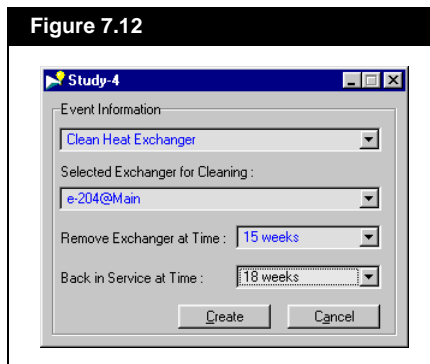 Figure 7.12
Study-4
Event Information
Clean Heat Exchanger
Selected Exchanger for Cleaning :
e-204@Main
Remove Exchanger at Time : 15 weeks
Back in Service at Time : 18 weeks
Create Cancel